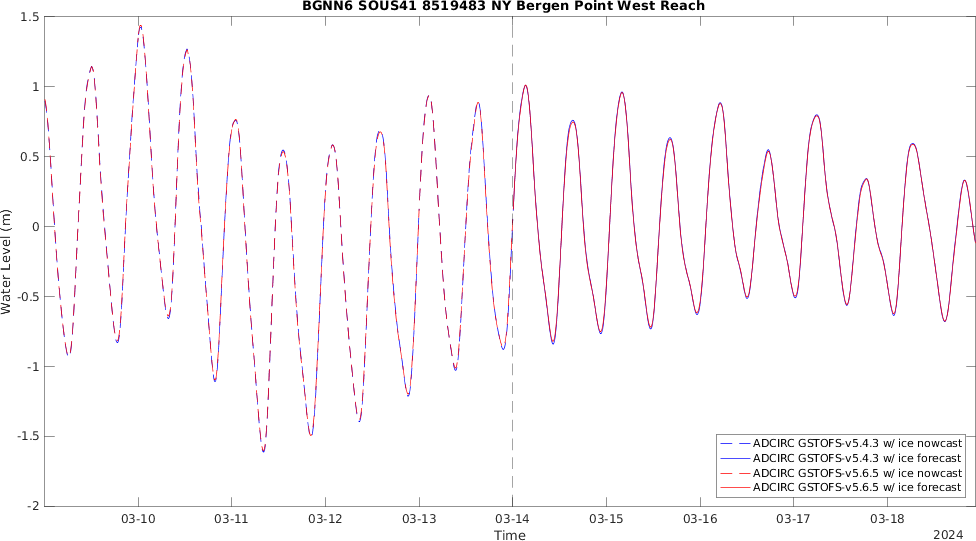 BGNN6 SOUS41 8519483 NY Bergen Point West Reach
1.5
1
0.5
0
-0.5
-1
-1.5
-2
Water Level (m)
03-10
03-11
03-12
03-13
03-14
03-15
03-16
03-17
03-18
Time
2024
ADCIRC GSTOFS-v5.4.3 w/ ice nowcast
ADCIRC GSTOFS-v5.4.3 w/ ice forecast
ADCIRC GSTOFS-v5.6.5 w/ ice nowcast
ADCIRC GSTOFS-v5.6.5 w/ ice forecast